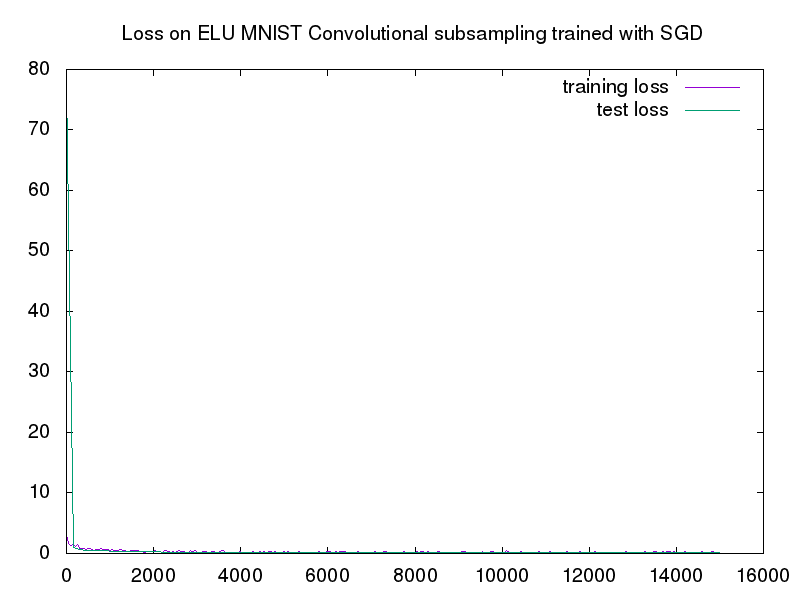 Loss on ELU MNIST Convolutional subsampling trained with SGD
80
training loss
test loss
70
60
50
40
30
20
10
0
0 2000 4000 6000 8000 10000 12000 14000 16000